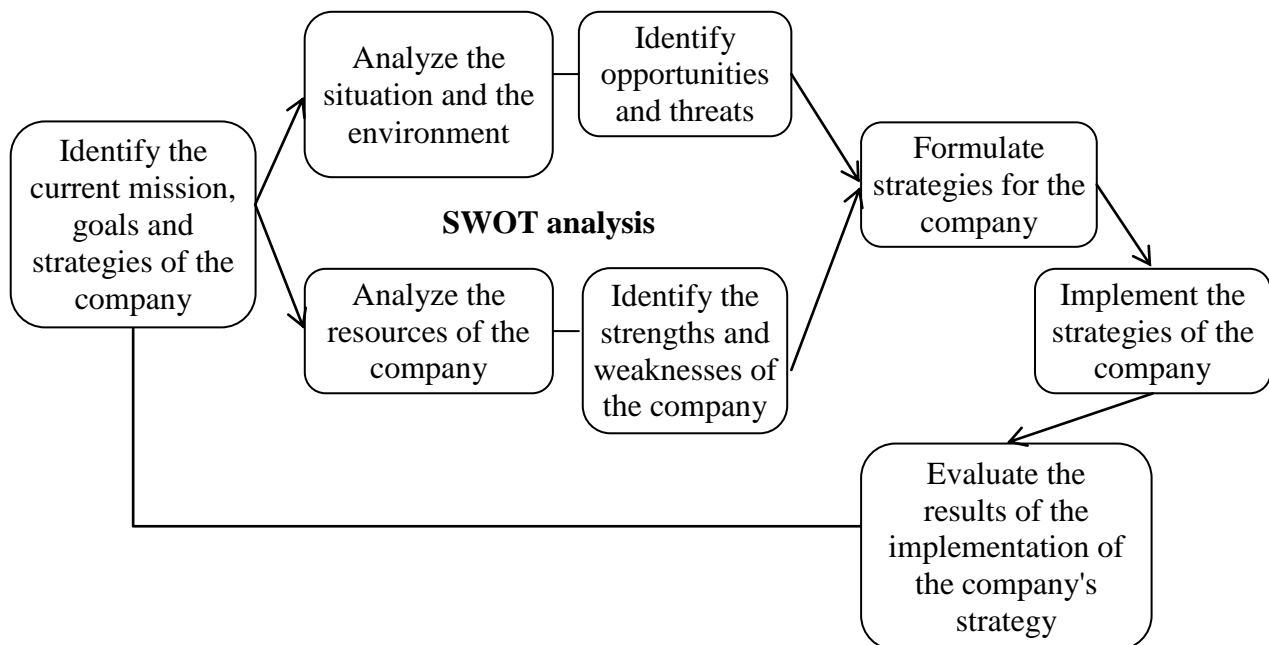 Identify the
current mission,
goals and
strategies of the
company
Analyze the
situation and the
environment
Identify
opportunities
and threats
SWOT analysis
Analyze the
resources of the
company
Identify the
strengths and
weaknesses of
the company
Formulate
strategies for the
company
Implement the
strategies of the
company
Evaluate the
results of the
implementation of
the company's
strategy